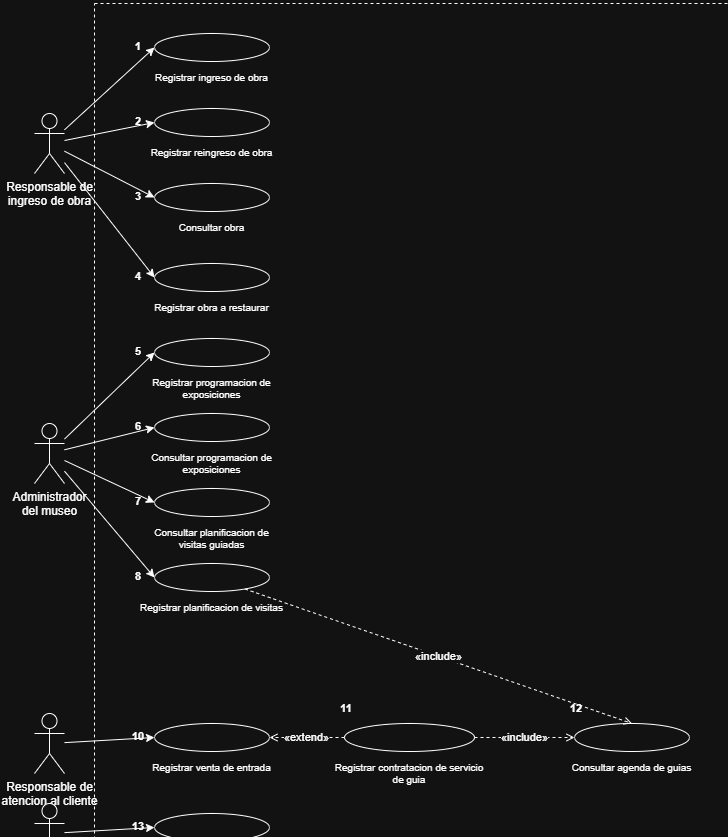 1
Registrar ingreso de obra
2
Registrar reingreso de obra
Responsable de
ingreso de obra
3
Consultar obra
4
Registrar obra a restaurar
5
Registrar programacion de
exposiciones
6
Consultar programacion de
exposiciones
Administrador
del museo
7
Consultar planificacion de
visitas guiadas
8
Registrar planificacion de visitas
«include»
11
12
10
«extend»
«include»
Registrar venta de entrada
Registrar contratacion de servicio
de guia
Consultar agenda de guias
Responsable de
atencion al cliente
13